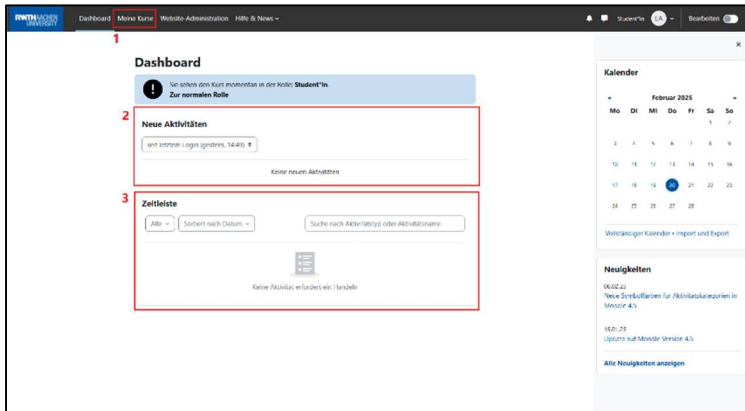 RWTH AACHEN
UNIVERSITY
Dashboard Meine Kurse Website-Administration Hilfe & News
Student*in LA Bearbeiten
1
Dashboard
Sie sehen den Kurs momentan in der Rolle: Student*in.
Zur normalen Rolle
2
Neue Aktivitäten
seit letztem Login (gestern, 14:49)
Keine neuen Aktivitäten
3
Zeitleiste
Alle Sortiert nach Datum Suche nach Aktivitätstyp oder Aktivitätsname
Keine Aktivität erfordert ein Handeln
Kalender
Februar 2025
Mo Di Mi Do Fr Sa So
1 2
3 4 5 6 7 8 9
10 11 12 13 14 15 16
17 18 19 20 21 22 23
24 25 26 27 28
Vollständiger Kalender • Import und Export
Neuigkeiten
06.02.25
Neue Symbolfarben für Aktivitätskategorien in
Moodle 4.5
15.01.25
Update auf Moodle Version 4.5
Alle Neuigkeiten anzeigen